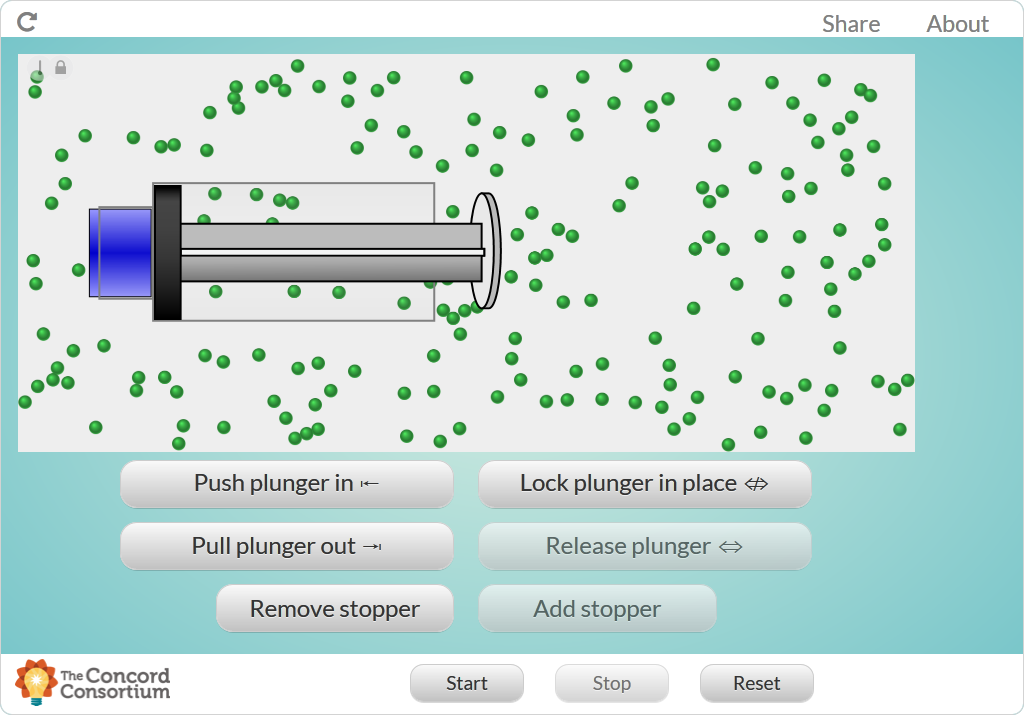 Share About
Push plunger in ⤆
Lock plunger in place ⇎
Pull plunger out ⇥
Release plunger ⇔
Remove stopper
Add stopper
The Concord
Consortium
Start
Stop
Reset